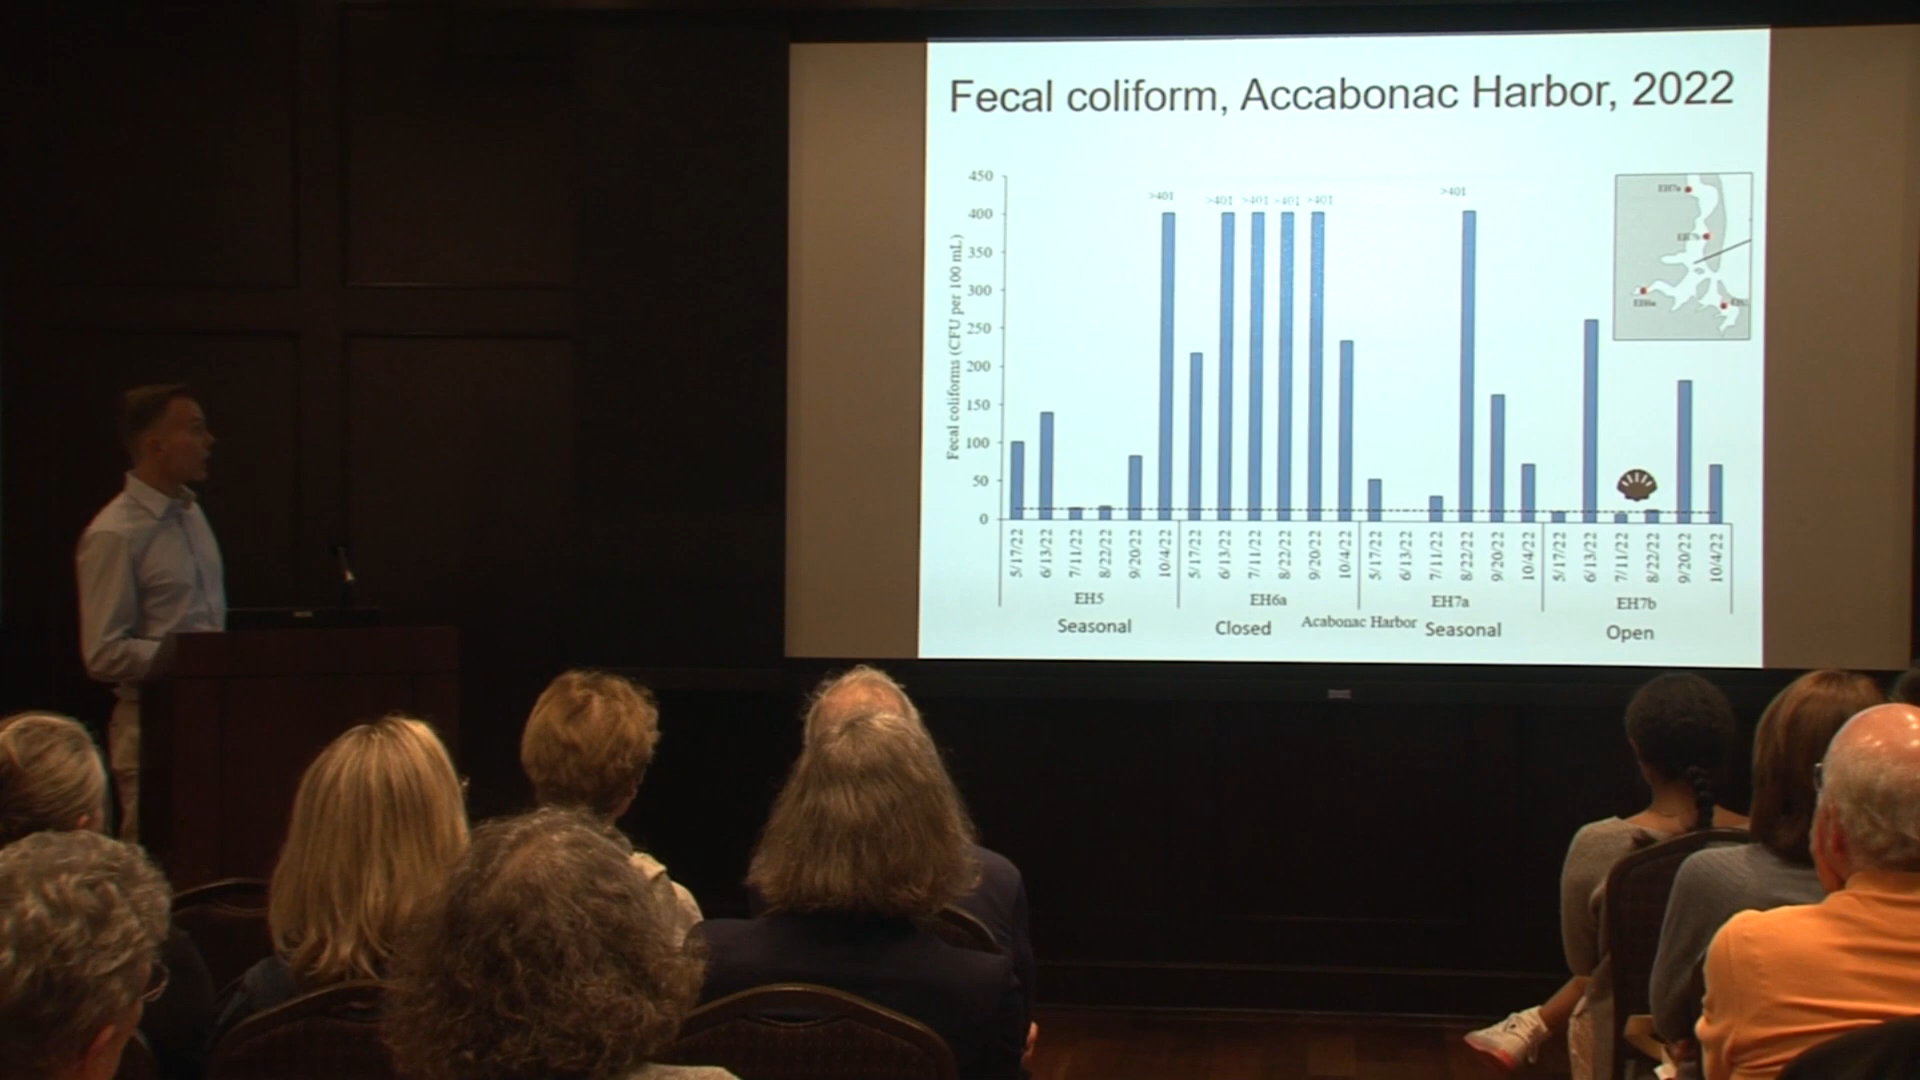 Fecal coliform, Accabonac Harbor, 2022
Fecal coliforms (CFU per 100 mL)
450
400
350
300
250
200
150
100
50
0
>401
>401 >401 >401 >401
>401
EH7a
EH7b
EH6a
5/17/22 6/13/22 7/11/22 8/22/22 9/20/22 10/4/22 5/17/22 6/13/22 7/11/22 8/22/22 9/20/22 10/4/22 5/17/22 6/13/22 7/11/22 8/22/22 9/20/22 10/4/22 5/17/22 6/13/22 7/11/22 8/22/22 9/20/22 10/4/22
EH5 EH6a EH7a EH7b
Acabonac Harbor
Seasonal Closed Seasonal Open